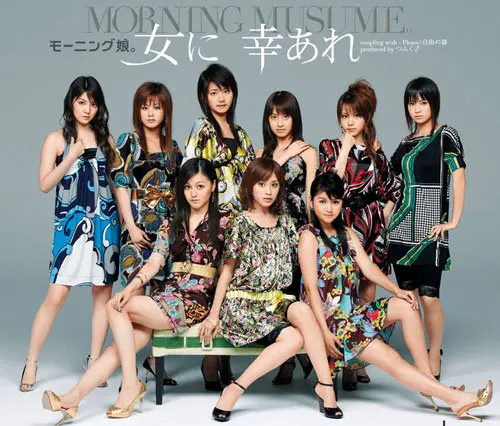 MORNING MUSUME。
モーニング娘。
女に 幸あれ
coupling with : Please!自由の扉
produced by つんく♂